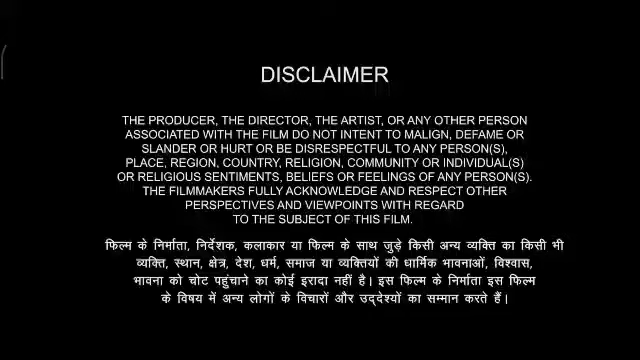 DISCLAIMER
THE PRODUCER, THE DIRECTOR, THE ARTIST, OR ANY OTHER PERSON
ASSOCIATED WITH THE FILM DO NOT INTENT TO MALIGN, DEFAME OR
SLANDER OR HURT OR BE DISRESPECTFUL TO ANY PERSON(S),
PLACE, REGION, COUNTRY, RELIGION, COMMUNITY OR INDIVIDUAL(S)
OR RELIGIOUS SENTIMENTS, BELIEFS OR FEELINGS OF ANY PERSON(S).
THE FILMMAKERS FULLY ACKNOWLEDGE AND RESPECT OTHER
PERSPECTIVES AND VIEWPOINTS WITH REGARD
TO THE SUBJECT OF THIS FILM.
फिल्म के निर्माता, निर्देशक, कलाकार या फिल्म के साथ जुड़े किसी अन्य व्यक्ति का किसी भी
व्यक्ति, स्थान, क्षेत्र, देश, धर्म, समाज या व्यक्तियों की धार्मिक भावनाओं, विश्वास,
भावना को चोट पहुंचाने का कोई इरादा नहीं है। इस फिल्म के निर्माता इस फिल्म
के विषय में अन्य लोगों के विचारों और उद्देश्यों का सम्मान करते हैं।